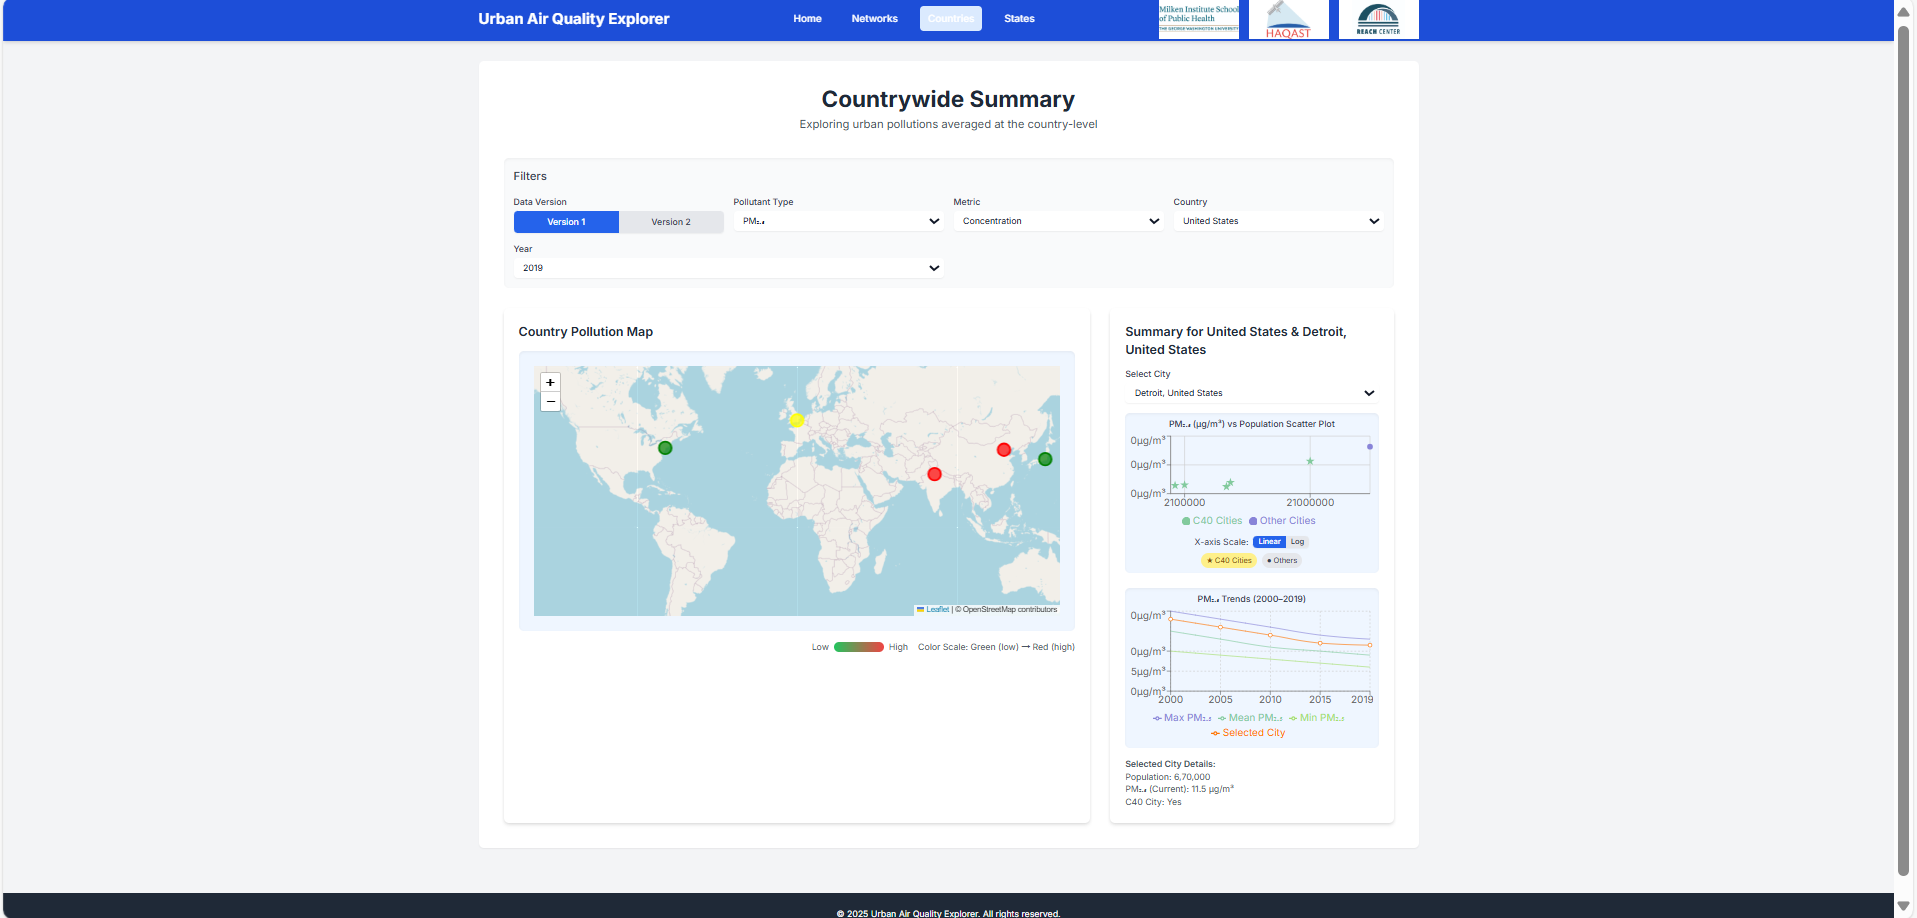 Urban Air Quality Explorer
Home
Networks
Countries
States
Milken Institute School
of Public Health
THE GEORGE WASHINGTON UNIVERSITY
HAQAST
REACH CENTER
Countrywide Summary
Exploring urban pollutions averaged at the country-level
Filters
Data Version
Version 1
Version 2
Pollutant Type
PM₂.₅
Metric
Concentration
Country
United States
Year
2019
Country Pollution Map
+
−
Leaflet | © OpenStreetMap contributors
Low
High
Color Scale: Green (low) → Red (high)
Summary for United States & Detroit,
United States
Select City
Detroit, United States
PM₂.₅ (µg/m³) vs Population Scatter Plot
0µg/m³
0µg/m³
0µg/m³
2100000
21000000
C40 Cities
Other Cities
X-axis Scale:
Linear
Log
★ C40 Cities
● Others
PM₂.₅ Trends (2000–2019)
0µg/m³
0µg/m³
5µg/m³
0µg/m³
2000
2005
2010
2015
2019
Max PM₂.₅
Mean PM₂.₅
Min PM₂.₅
Selected City
Selected City Details:
Population: 6,70,000
PM₂.₅ (Current): 11.5 µg/m³
C40 City: Yes
© 2025 Urban Air Quality Explorer. All rights reserved.